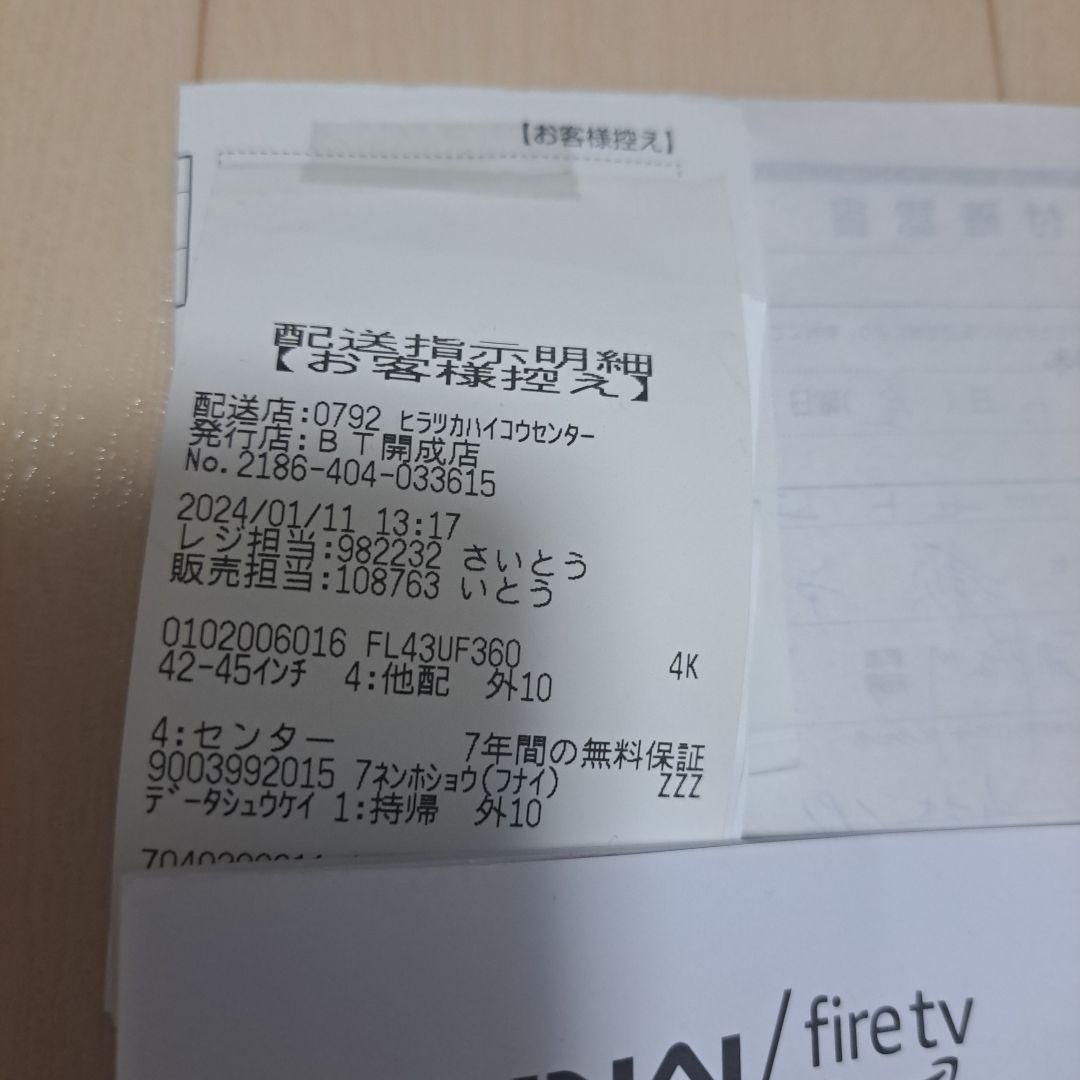 【お客様控え】
配送指示明細
【お客様控え】
配送店:0792 ヒラツカハイコウセンター
発行店:ＢＴ開成店
No.2186-404-033615
2024/01/11 13:17
レジ担当:982232 さいとう
販売担当:108763 いとう
0102006016 FL43UF360 4K
42-45インチ 4:他配 外10
4:センター 7年間の無料保証
9003992015 7ネンホショウ(フナイ) ZZZ
データシュウケイ 1:持帰 外10
firetv